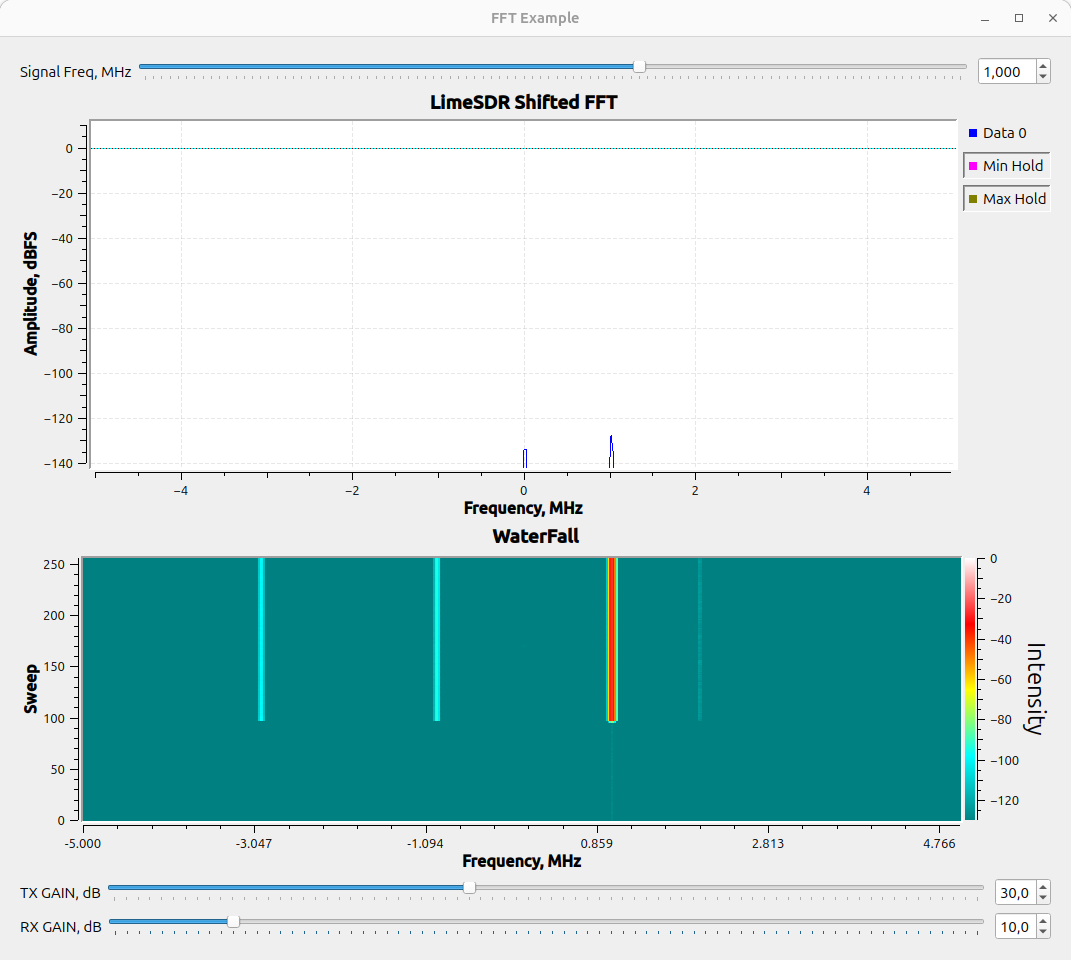 FFT Example
Signal Freq, MHz
1,000
LimeSDR Shifted FFT
Data 0
Min Hold
Max Hold
Amplitude, dBFS
0
−20
−40
−60
−80
−100
−120
−140
−4
−2
0
2
4
Frequency, MHz
WaterFall
Sweep
250
200
150
100
50
0
-5.000
-3.047
-1.094
0.859
2.813
4.766
Frequency, MHz
0
−20
−40
−60
−80
−100
−120
Intensity
TX GAIN, dB
30,0
RX GAIN, dB
10,0